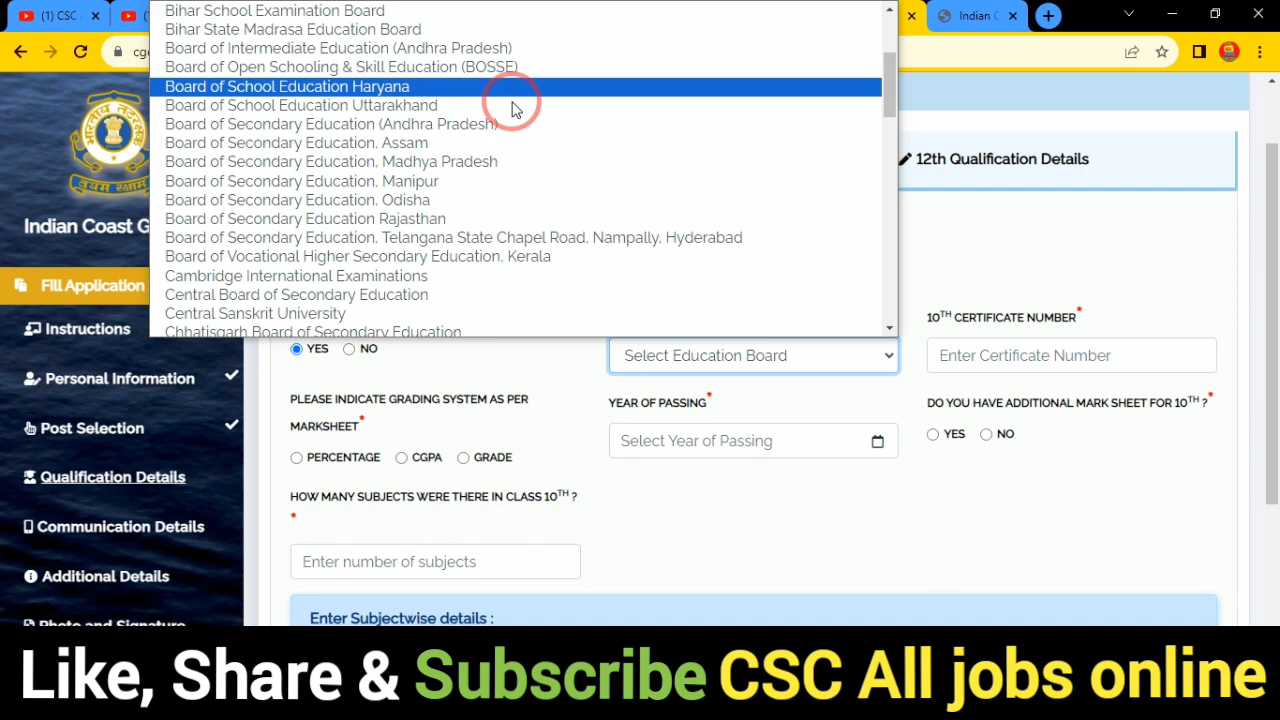 (1) CSC
(1
Indian C
cge
Bihar School Examination Board
Bihar State Madrasa Education Board
Board of Intermediate Education (Andhra Pradesh)
Board of Open Schooling & Skill Education (BOSSE)
Board of School Education Haryana
Board of School Education Uttarakhand
Board of Secondary Education (Andhra Pradesh)
Board of Secondary Education. Assam
Board of Secondary Education. Madhya Pradesh
Board of Secondary Education. Manipur
Board of Secondary Education. Odisha
Board of Secondary Education Rajasthan
Board of Secondary Education. Telangana State Chapel Road. Nampally, Hyderabad
Board of Vocational Higher Secondary Education. Kerala
Cambridge International Examinations
Central Board of Secondary Education
Central Sanskrit University
Chhatisgarh Board of Secondary Education
12th Qualification Details
Indian Coast G
Fill Application
Instructions
Personal Information
Post Selection
Qualification Details
Communication Details
Additional Details
Photo and Signature
YES NO
Select Education Board
10TH CERTIFICATE NUMBER*
Enter Certificate Number
PLEASE INDICATE GRADING SYSTEM AS PER
MARKSHEET*
PERCENTAGE CGPA GRADE
YEAR OF PASSING*
Select Year of Passing
DO YOU HAVE ADDITIONAL MARK SHEET FOR 10TH ?*
YES NO
HOW MANY SUBJECTS WERE THERE IN CLASS 10TH ?
*
Enter number of subjects
Enter Subjectwise details :
Like, Share & Subscribe CSC All jobs online